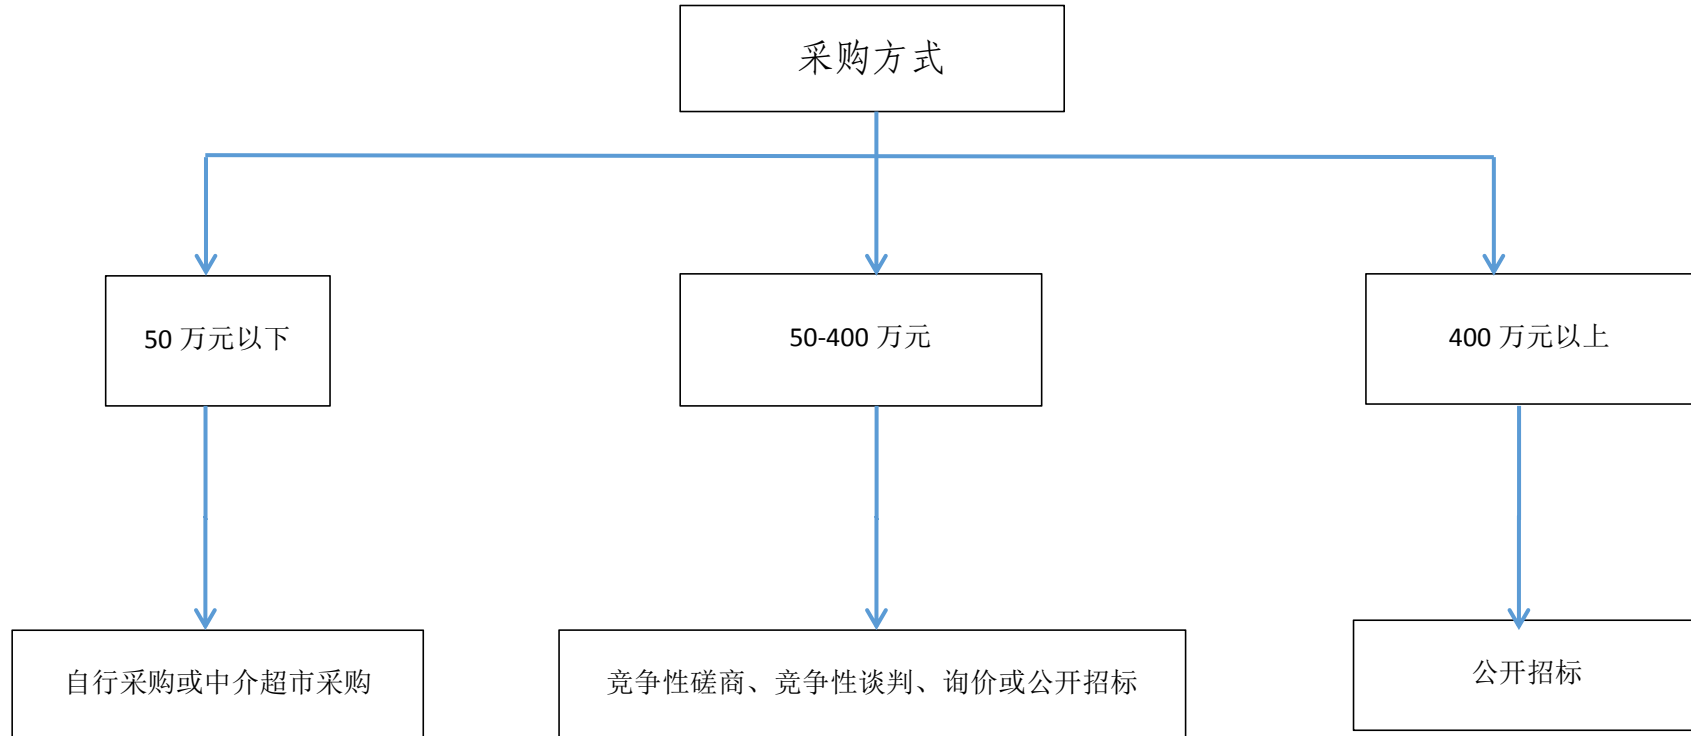 采购方式
50 万元以下
50-400 万元
400 万元以上
自行采购或中介超市采购
竞争性磋商、竞争性谈判、询价或公开招标
公开招标